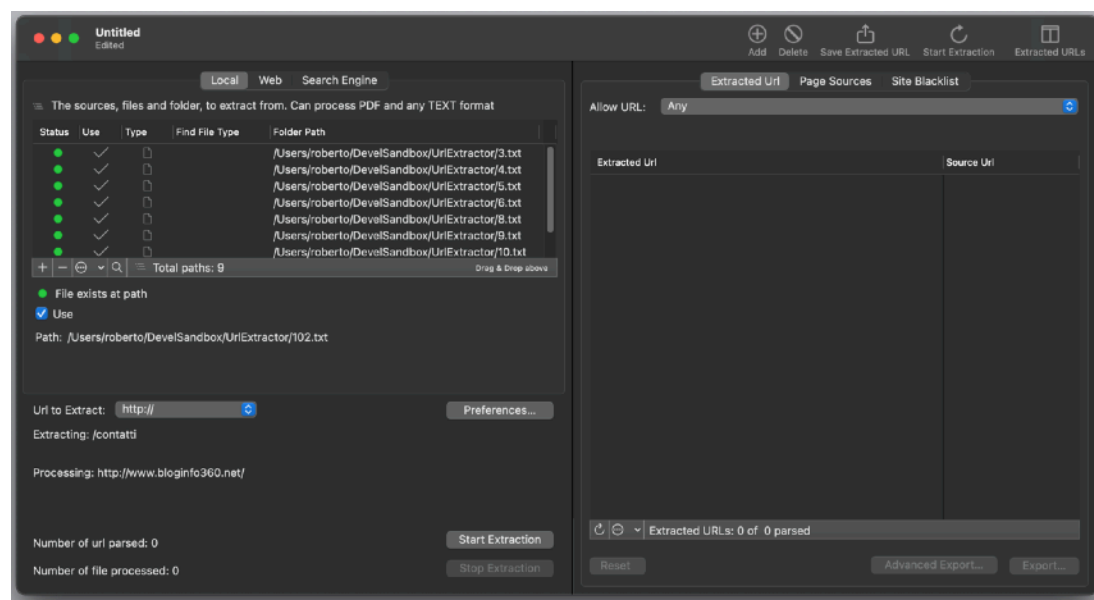 Untitled
Edited
Add Delete Save Extracted URL Start Extraction Extracted URLs
Local Web Search Engine
The sources, files and folder, to extract from. Can process PDF and any TEXT format
Status Use Type Find File Type Folder Path
/Users/roberto/DevelSandbox/UrlExtractor/3.txt
/Users/roberto/DevelSandbox/UrlExtractor/4.txt
/Users/roberto/DevelSandbox/UrlExtractor/5.txt
/Users/roberto/DevelSandbox/UrlExtractor/6.txt
/Users/roberto/DevelSandbox/UrlExtractor/8.txt
/Users/roberto/DevelSandbox/UrlExtractor/9.txt
/Users/roberto/DevelSandbox/UrlExtractor/10.txt
Total paths: 9 Drag & Drop above
File exists at path
Use
Path: /Users/roberto/DevelSandbox/UrlExtractor/102.txt
Url to Extract: http:// Preferences...
Extracting: /contatti
Processing: http://www.bloginfo360.net/
Number of url parsed: 0 Start Extraction
Number of file processed: 0 Stop Extraction
Extracted Url Page Sources Site Blacklist
Allow URL: Any
Extracted Url Source Url
Extracted URLs: 0 of 0 parsed
Reset Advanced Export... Export...